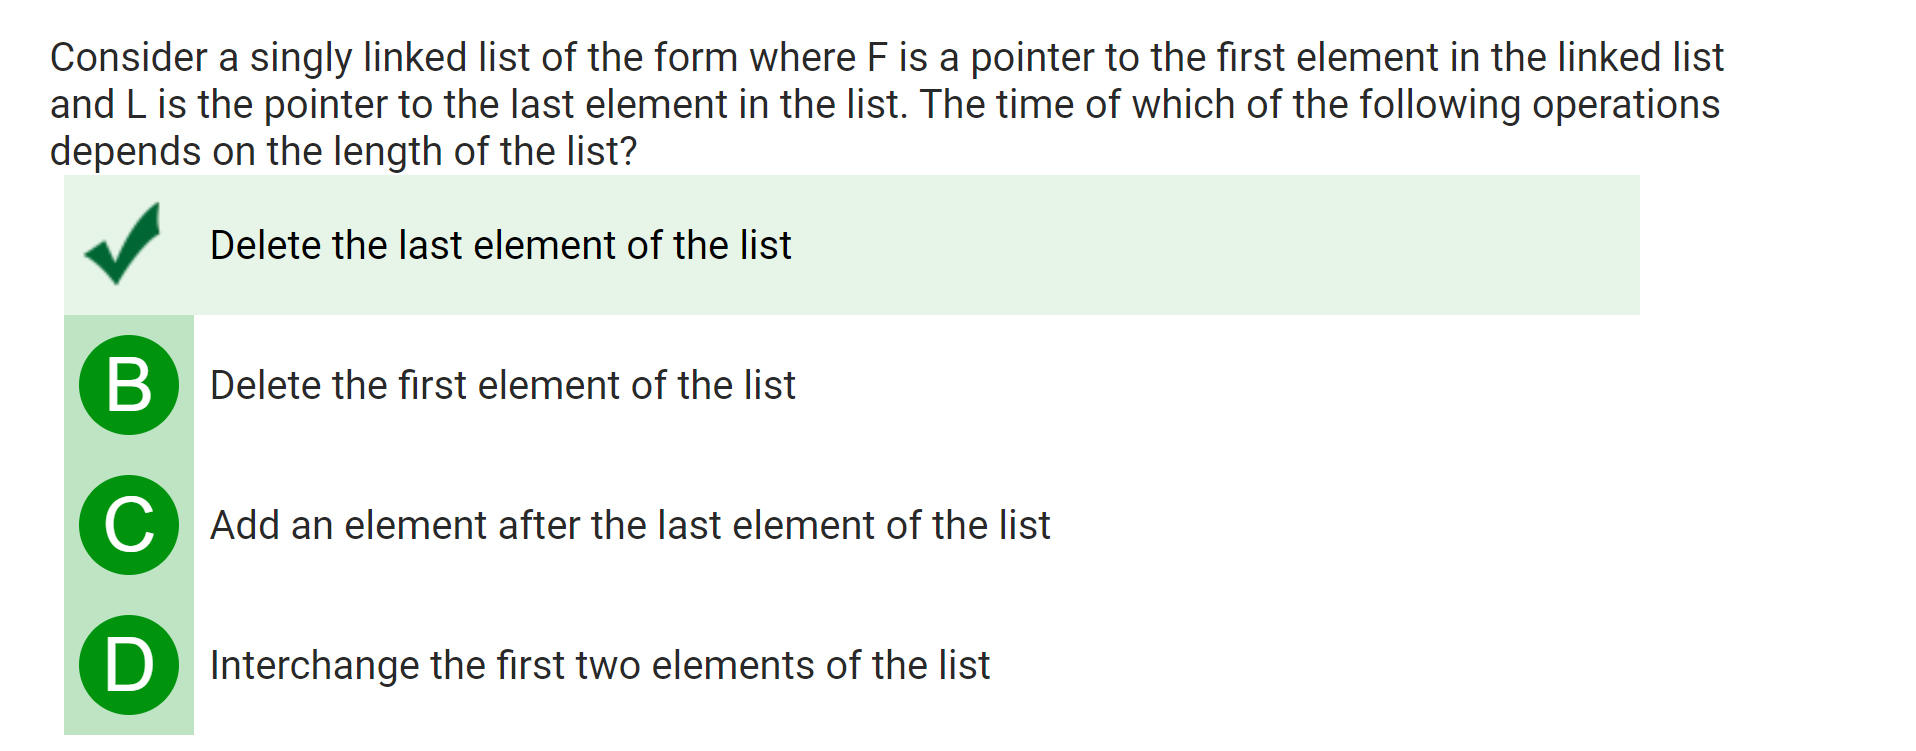 Consider a singly linked list of the form where F is a pointer to the first element in the linked list
and L is the pointer to the last element in the list. The time of which of the following operations
depends on the length of the list?
Delete the last element of the list
B Delete the first element of the list
C Add an element after the last element of the list
D Interchange the first two elements of the list